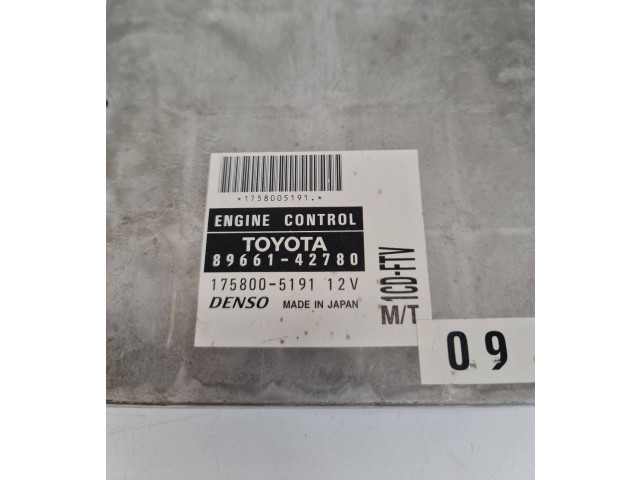 *1758005191.*
ENGINE CONTROL
TOYOTA
89661-42780
175800-5191 12V
DENSO MADE IN JAPAN
1CD-FTV
M/T
09